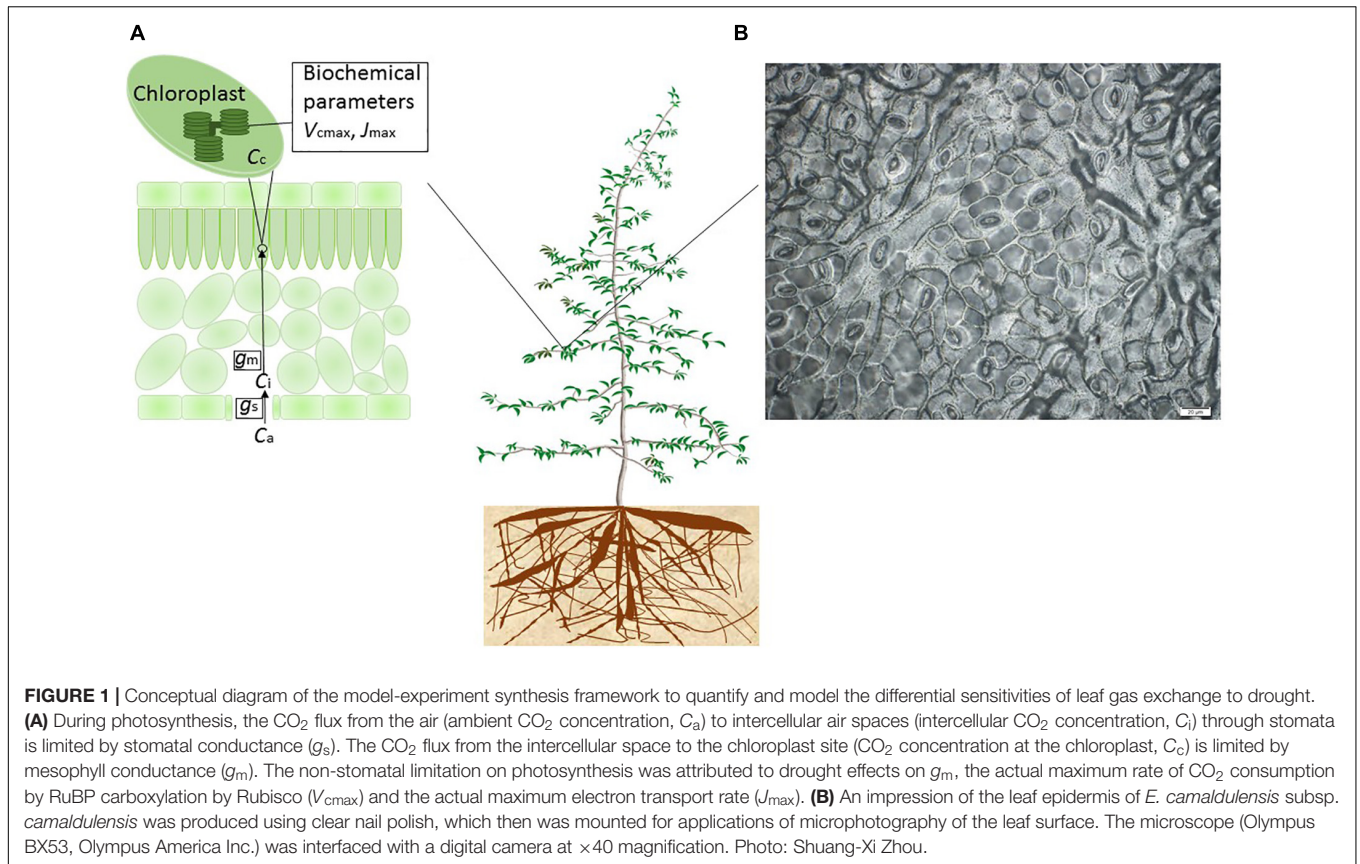 A
B
Chloroplast
Biochemical
parameters
Vcmax, Jmax
Cc
gm
Ci
gs
Ca
20 µm
FIGURE 1 | Conceptual diagram of the model-experiment synthesis framework to quantify and model the differential sensitivities of leaf gas exchange to drought.
(A) During photosynthesis, the CO2 flux from the air (ambient CO2 concentration, Ca) to intercellular air spaces (intercellular CO2 concentration, Ci) through stomata
is limited by stomatal conductance (gs). The CO2 flux from the intercellular space to the chloroplast site (CO2 concentration at the chloroplast, Cc) is limited by
mesophyll conductance (gm). The non-stomatal limitation on photosynthesis was attributed to drought effects on gm, the actual maximum rate of CO2 consumption
by RuBP carboxylation by Rubisco (Vcmax) and the actual maximum electron transport rate (Jmax). (B) An impression of the leaf epidermis of E. camaldulensis subsp.
camaldulensis was produced using clear nail polish, which then was mounted for applications of microphotography of the leaf surface. The microscope (Olympus
BX53, Olympus America Inc.) was interfaced with a digital camera at ×40 magnification. Photo: Shuang-Xi Zhou.